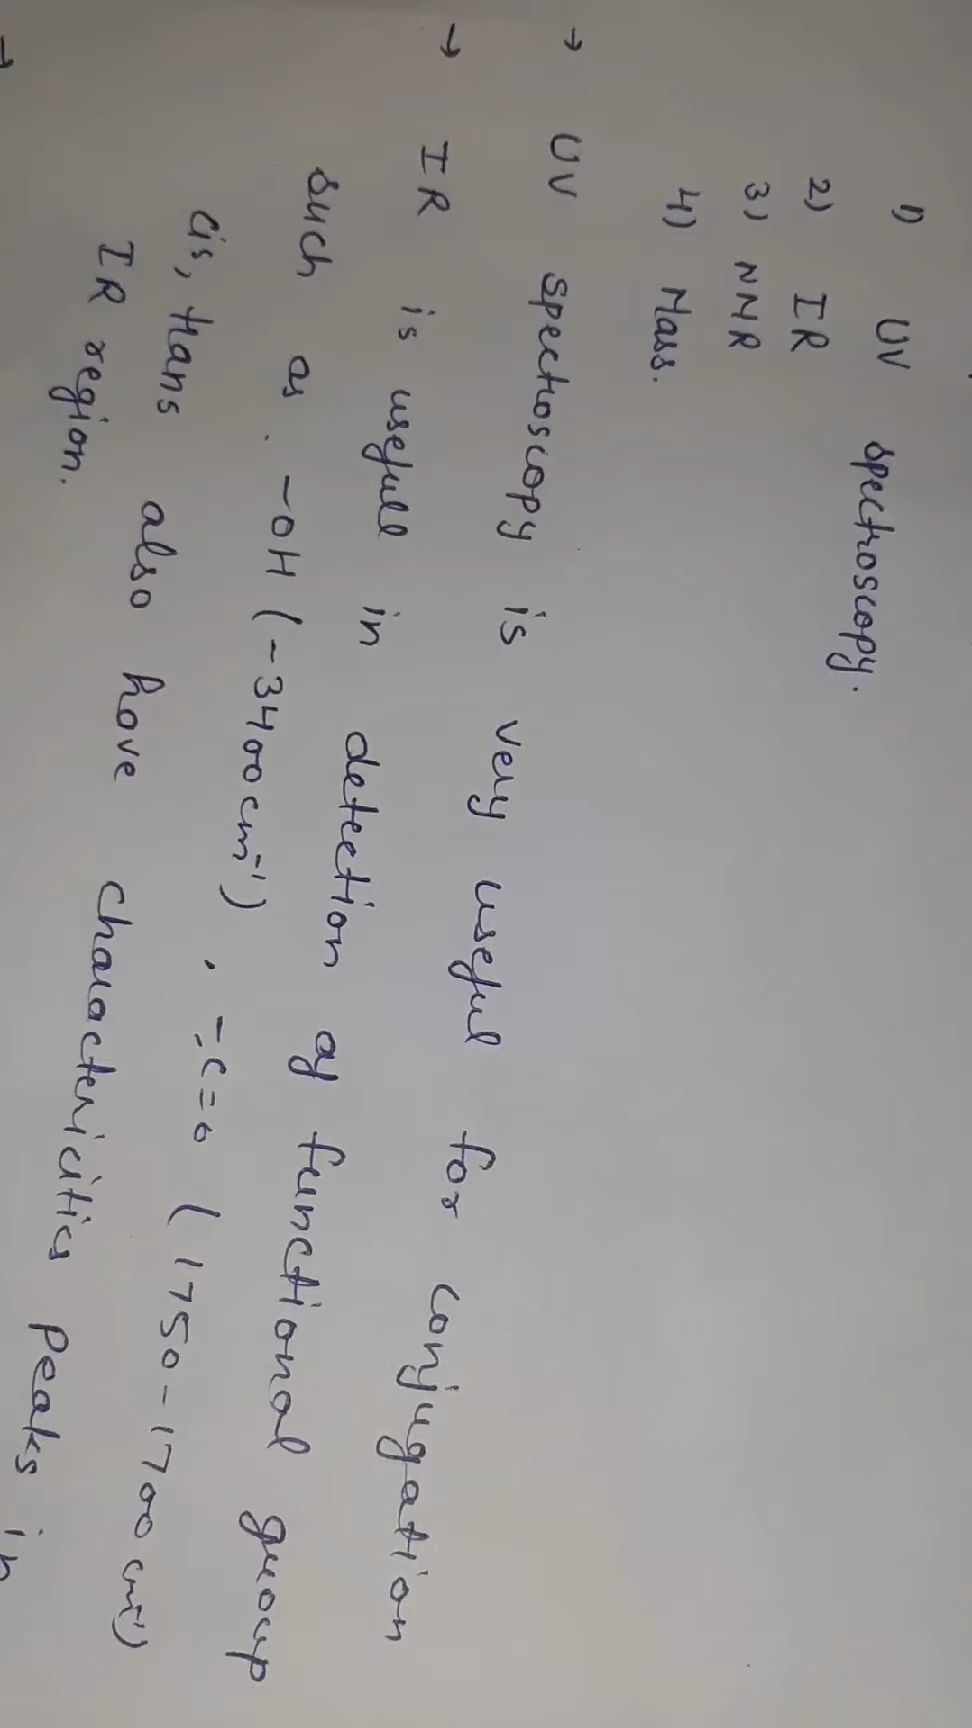 1) UV spectroscopy.
2) IR
3) NMR
4) Mass.
→ UV spectroscopy is very useful for conjugation
→ IR is usefull in detection of functional group
such as. -OH (-3400cm⁻¹). -C=O (1750-1700 cm⁻¹)
cis, trans also have characteristics peaks in
IR region.
→